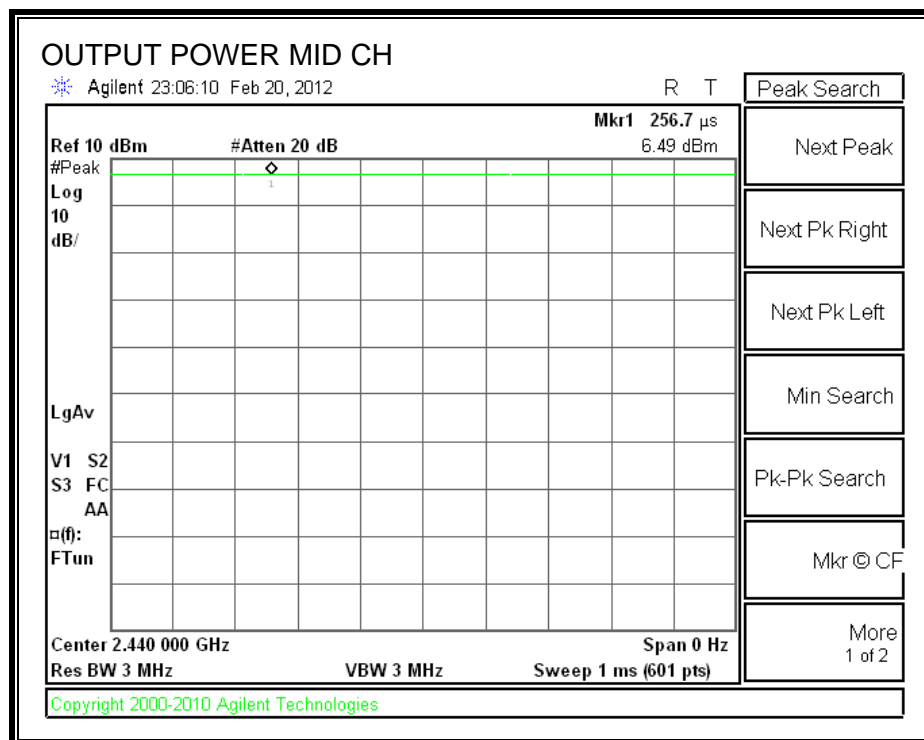 OUTPUT POWER MID CH
Agilent 23:06:10 Feb 20, 2012
R T
Peak Search
Mkr1 256.7 µs
Ref 10 dBm #Atten 20 dB 6.49 dBm
#Peak
Log
10
dB/
1
LgAv
V1 S2
S3 FC
AA
¤(f):
FTun
Center 2.440 000 GHz Span 0 Hz
Res BW 3 MHz VBW 3 MHz Sweep 1 ms (601 pts)
Copyright 2000-2010 Agilent Technologies
Next Peak
Next Pk Right
Next Pk Left
Min Search
Pk-Pk Search
Mkr © CF
More
1 of 2